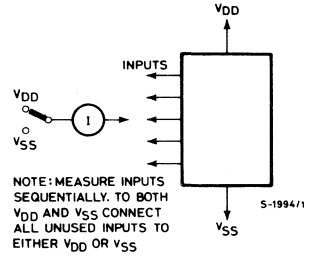 VDD
INPUTS
VDD
I
VSS
NOTE: MEASURE INPUTS
SEQUENTIALLY. TO BOTH
VDD AND VSS CONNECT
ALL UNUSED INPUTS TO
EITHER VDD OR VSS
S-1994/1
VSS